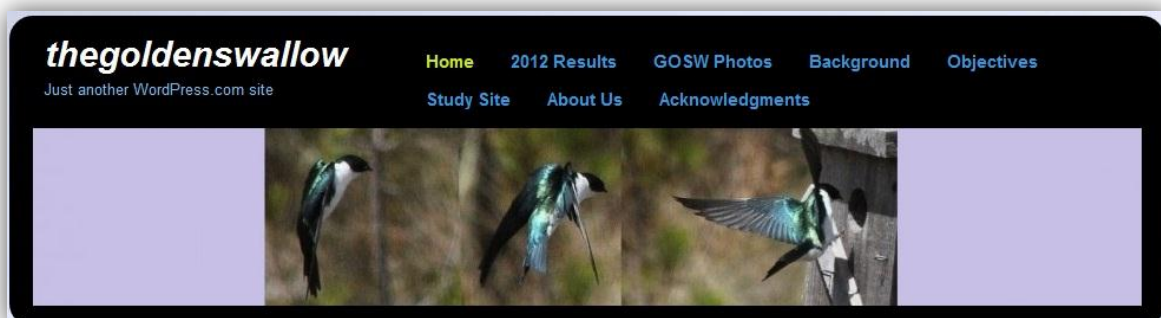 thegoldenswallow
Just another WordPress.com site
Home 2012 Results GOSW Photos Background Objectives
Study Site About Us Acknowledgments